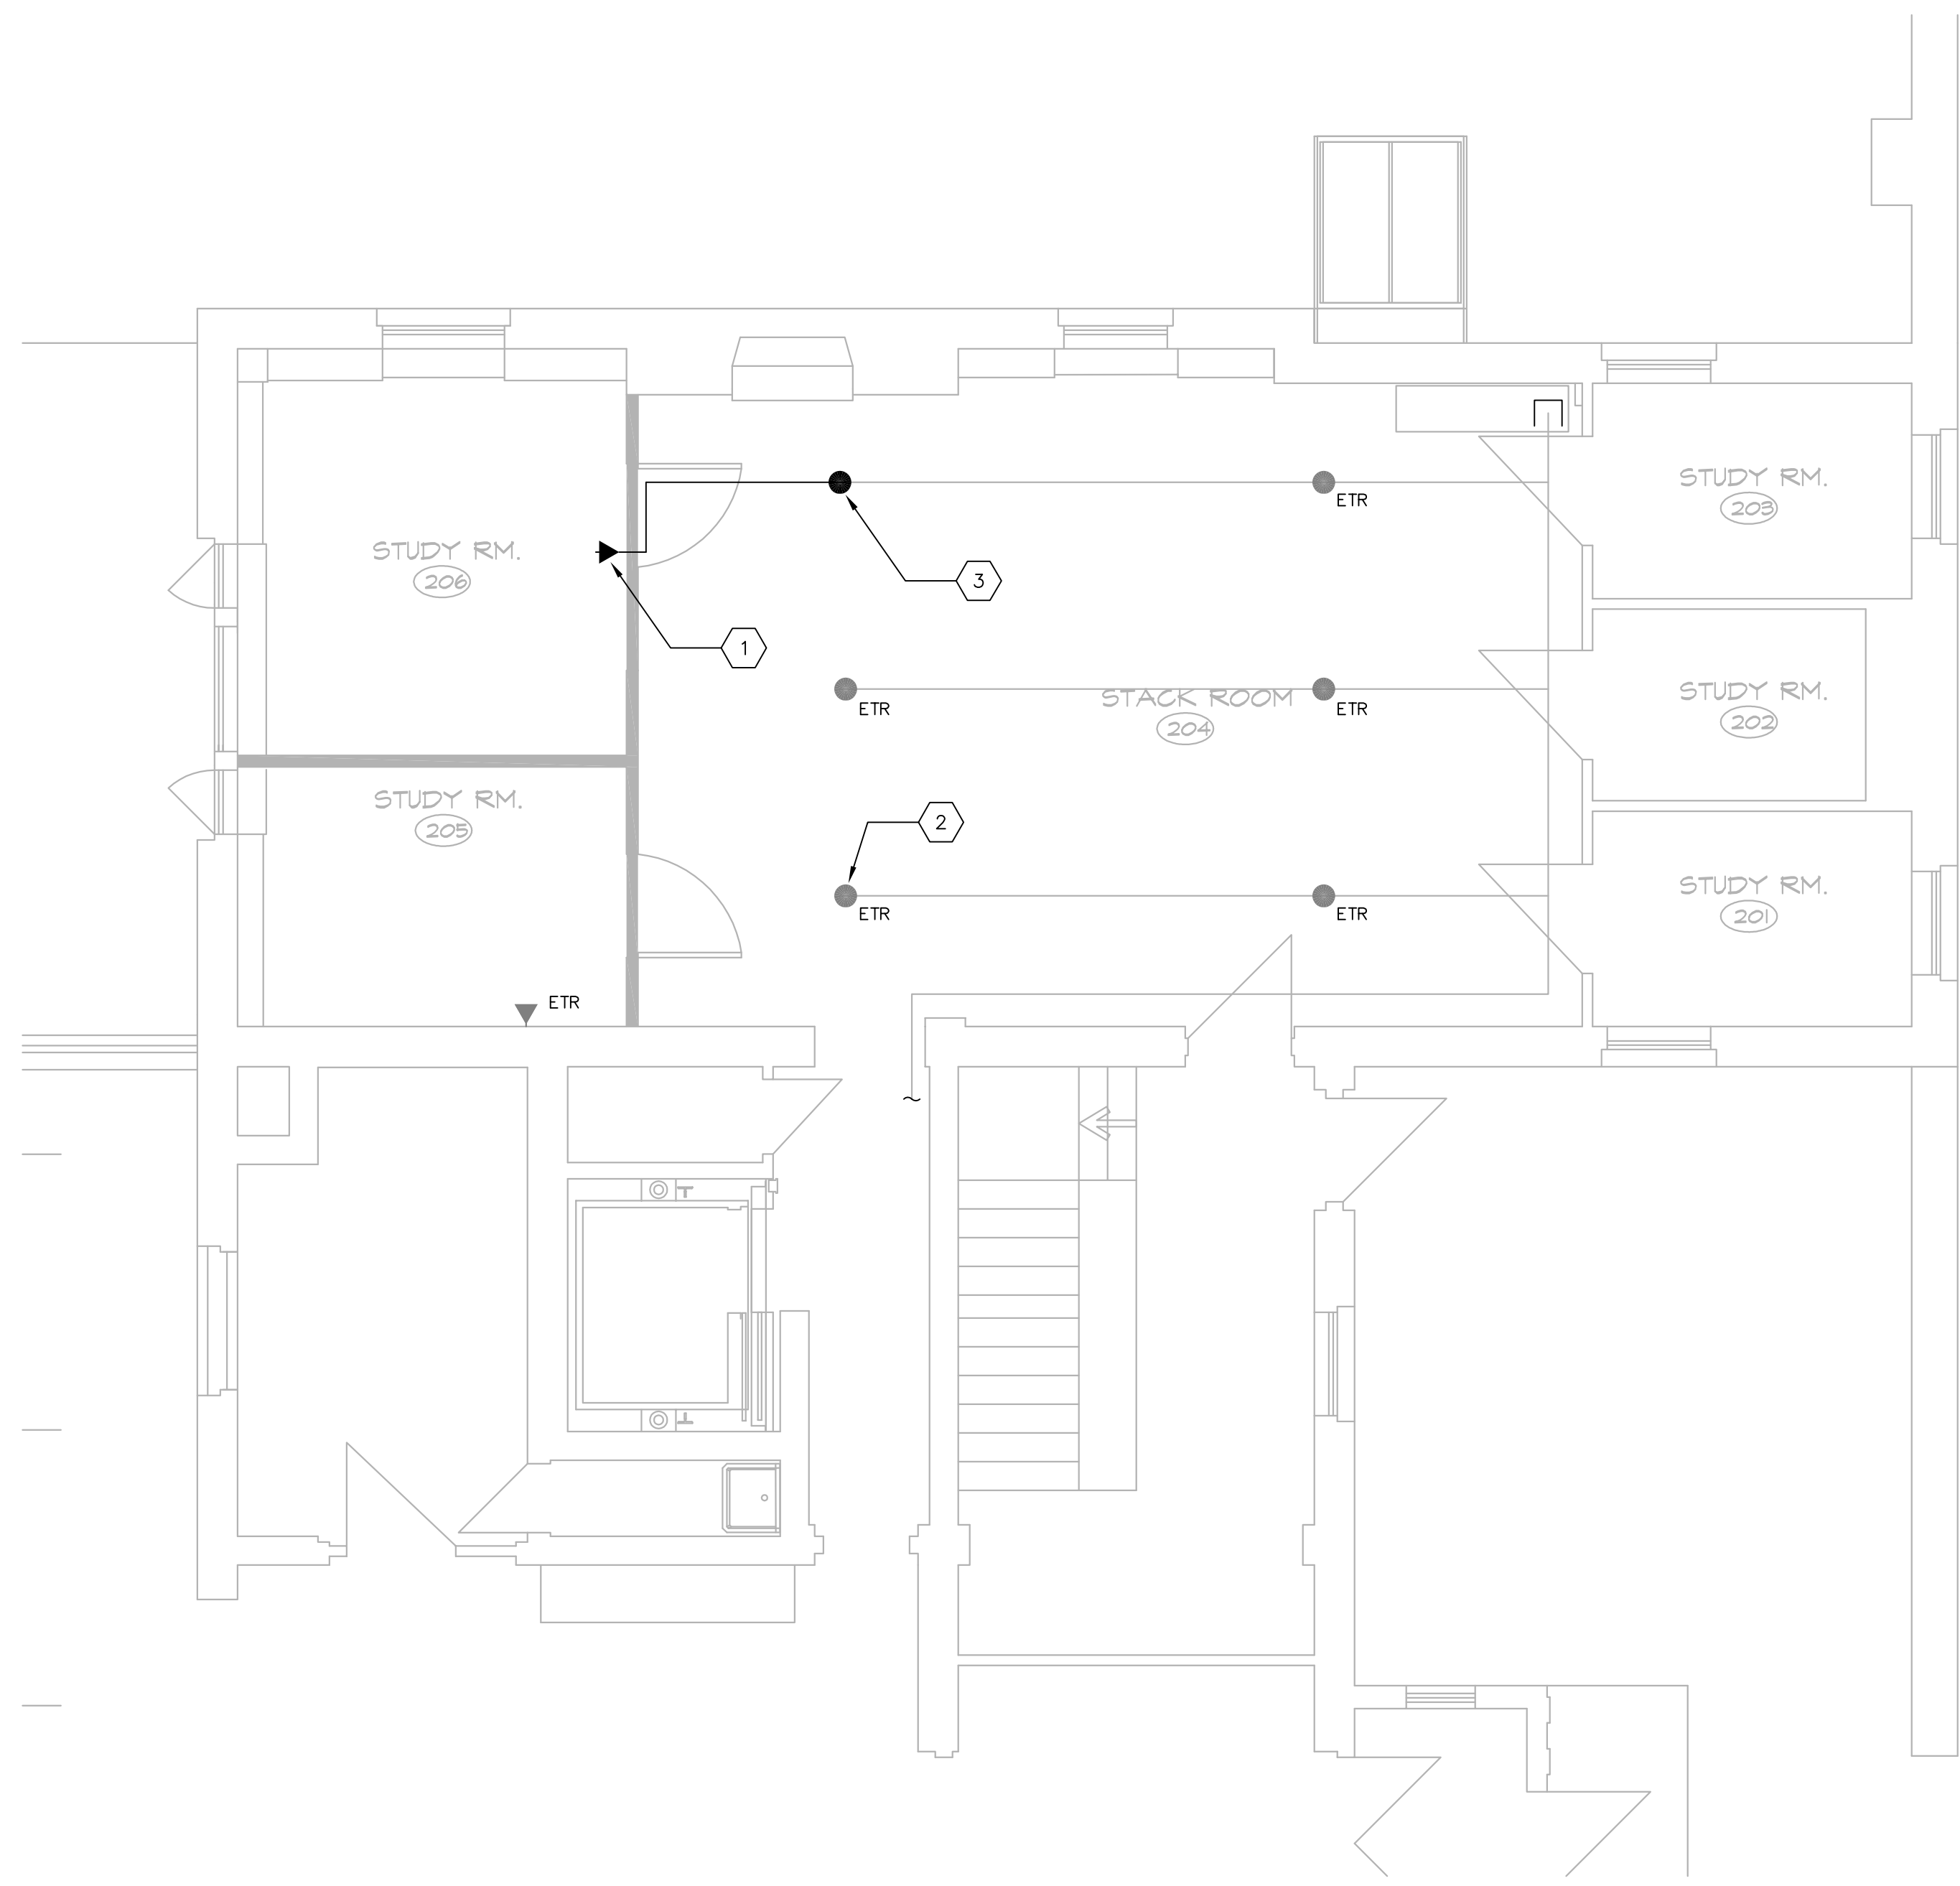 STUDY RM.
203
ETR
STUDY RM.
206
3
1
STUDY RM.
202
STACK ROOM
204
ETR
ETR
STUDY RM.
205
2
STUDY RM.
201
ETR
ETR
ETR